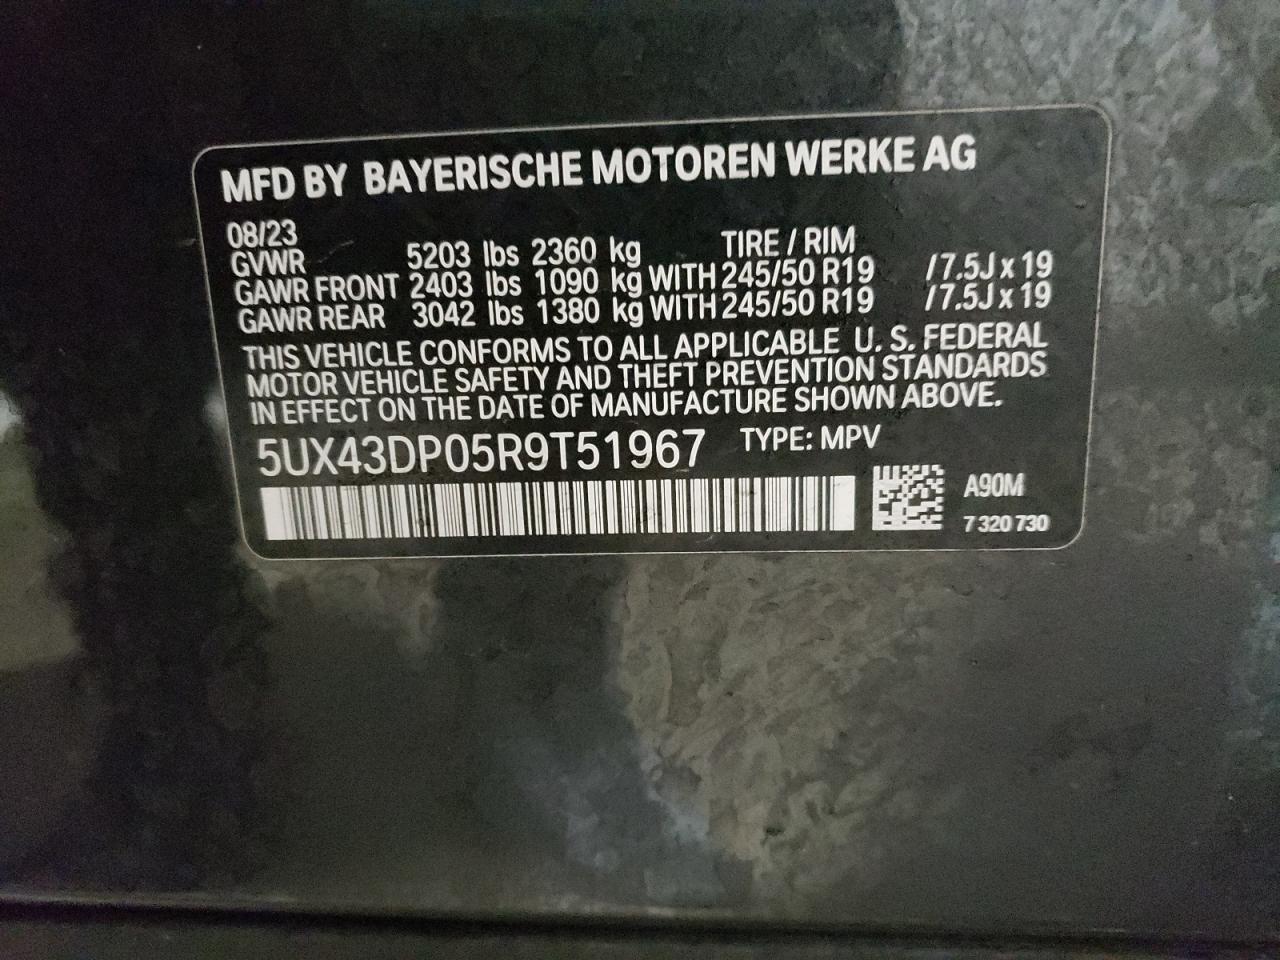 MFD BY BAYERISCHE MOTOREN WERKE AG
08/23
GVWR 5203 lbs 2360 kg TIRE / RIM
GAWR FRONT 2403 lbs 1090 kg WITH 245/50 R19 /7.5J x 19
GAWR REAR 3042 lbs 1380 kg WITH 245/50 R19 /7.5J x 19
THIS VEHICLE CONFORMS TO ALL APPLICABLE U. S. FEDERAL
MOTOR VEHICLE SAFETY AND THEFT PREVENTION STANDARDS
IN EFFECT ON THE DATE OF MANUFACTURE SHOWN ABOVE.
5UX43DP05R9T51967 TYPE: MPV
A90M
7 320 730